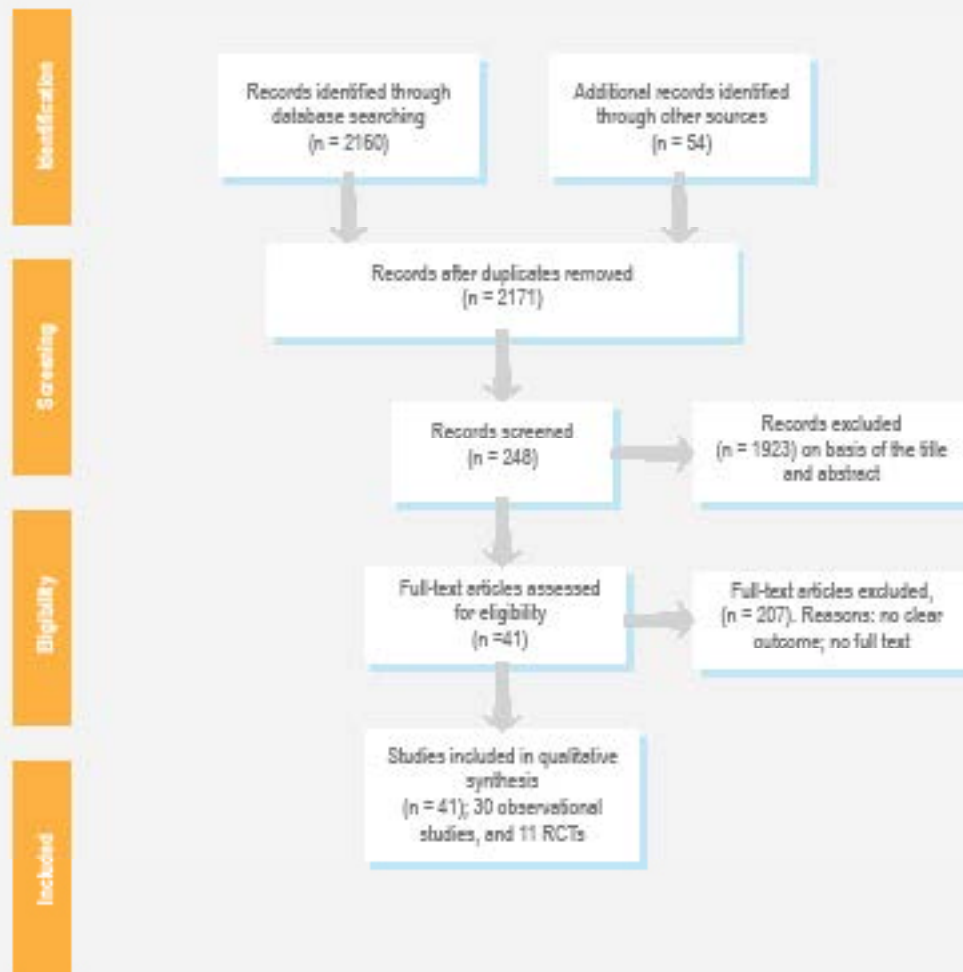 Identification
Records identified through
database searching
(n = 2160)
Additional records identified
through other sources
(n = 54)
Records after duplicates removed
(n = 2171)
Screening
Records screened
(n = 248)
Records excluded
(n = 1923) on basis of the title
and abstract
Eligibility
Full-text articles assessed
for eligibility
(n =41)
Full-text articles excluded,
(n = 207). Reasons: no clear
outcome; no full text
Included
Studies included in qualitative
synthesis
(n = 41); 30 observational
studies, and 11 RCTs